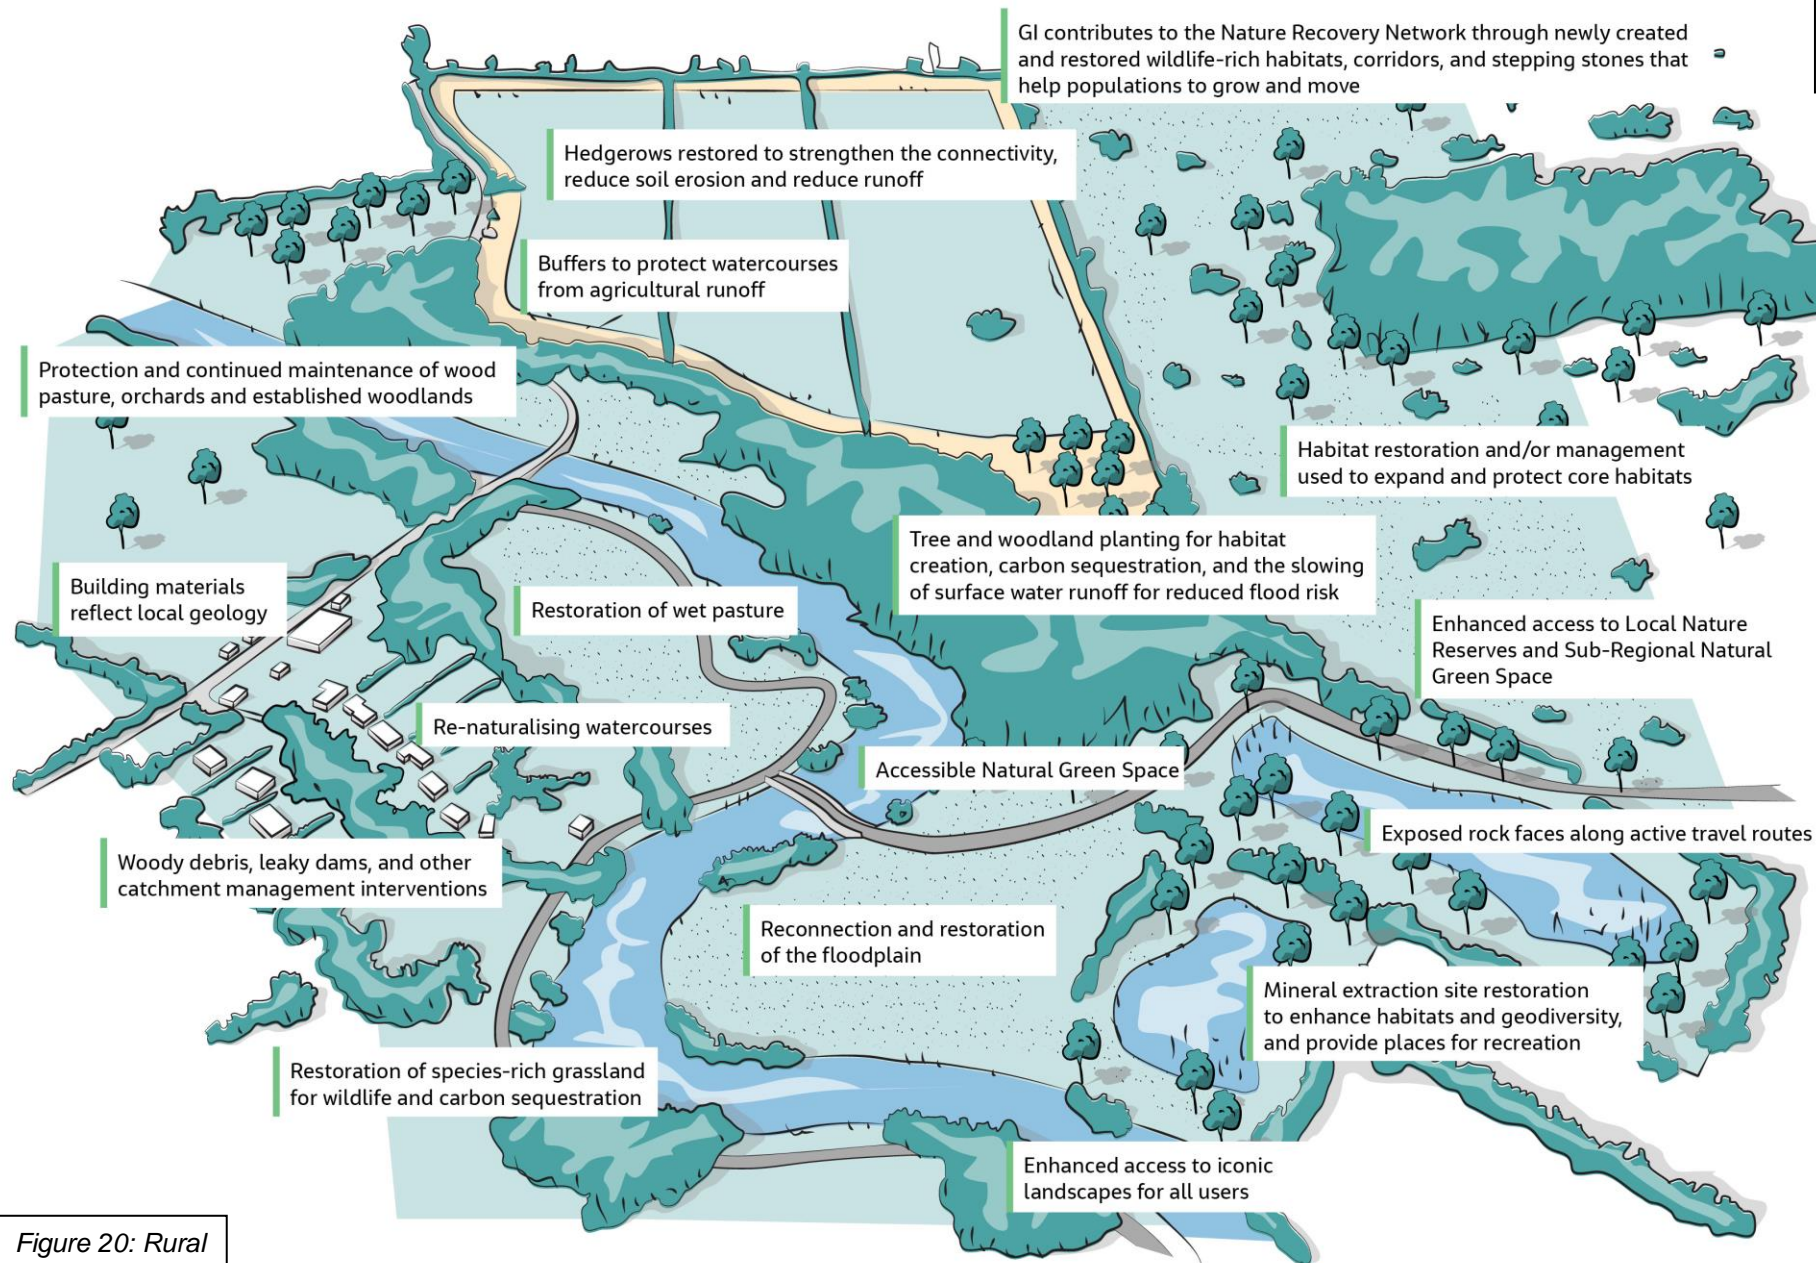 GI contributes to the Nature Recovery Network through newly created
and restored wildlife-rich habitats, corridors, and stepping stones that
help populations to grow and move
Hedgerows restored to strengthen the connectivity,
reduce soil erosion and reduce runoff
Buffers to protect watercourses
from agricultural runoff
Protection and continued maintenance of wood
pasture, orchards and established woodlands
Habitat restoration and/or management
used to expand and protect core habitats
Tree and woodland planting for habitat
creation, carbon sequestration, and the slowing
of surface water runoff for reduced flood risk
Building materials
reflect local geology
Restoration of wet pasture
Enhanced access to Local Nature
Reserves and Sub-Regional Natural
Green Space
Re-naturalising watercourses
Accessible Natural Green Space
Exposed rock faces along active travel routes
Woody debris, leaky dams, and other
catchment management interventions
Reconnection and restoration
of the floodplain
Mineral extraction site restoration
to enhance habitats and geodiversity,
and provide places for recreation
Restoration of species-rich grassland
for wildlife and carbon sequestration
Enhanced access to iconic
landscapes for all users
Figure 20: Rural